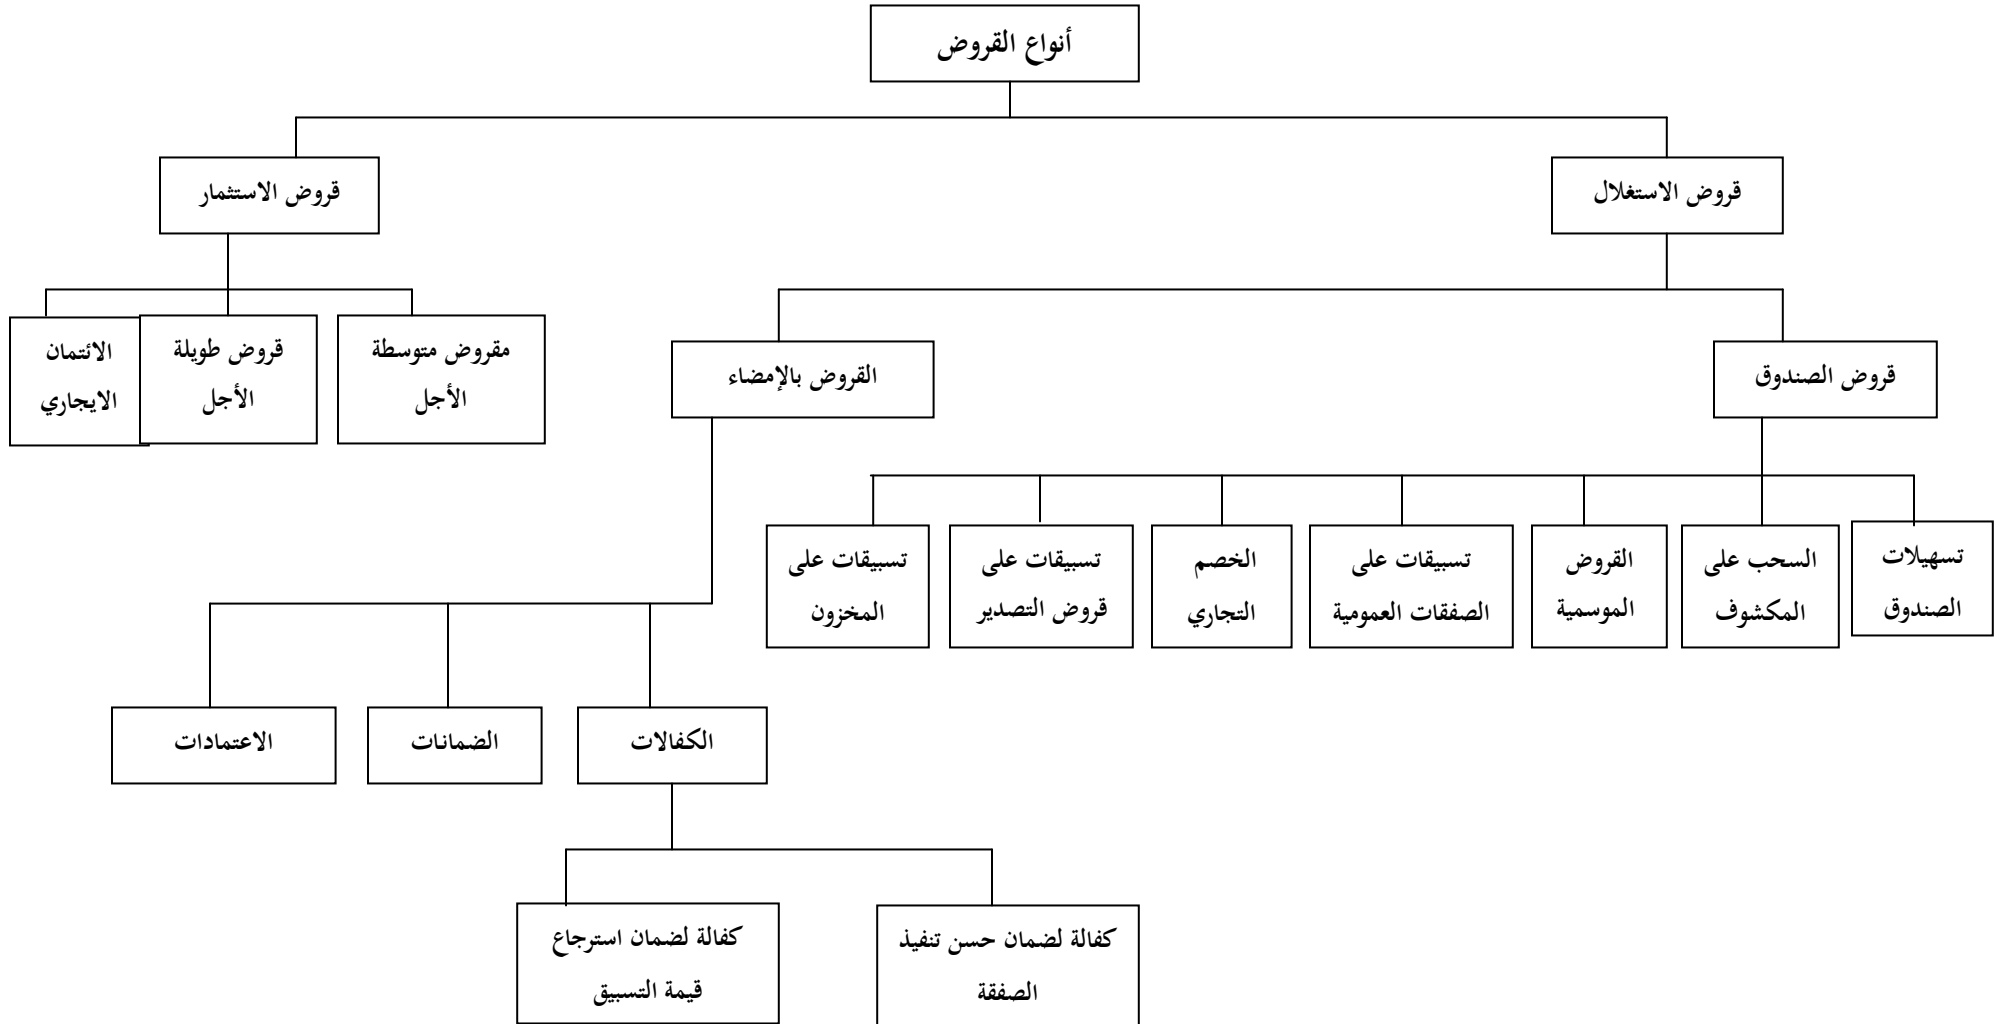 أنواع القروض
قروض الاستغلال
قروض الاستثمار
قروض الصندوق
القروض بالإمضاء
مقروض متوسطة
الأجل
قروض طويلة
الأجل
الائتمان
الايجاري
تسهيلات
الصندوق
السحب على
المكشوف
القروض
الموسمية
تسبيقات على
الصفقات العمومية
الخصم
التجاري
تسبيقات على
قروض التصدير
تسبيقات على
المخزون
الكفالات
الضمانات
الاعتمادات
كفالة لضمان حسن تنفيذ
الصفقة
كفالة لضمان استرجاع
قيمة التسبيق